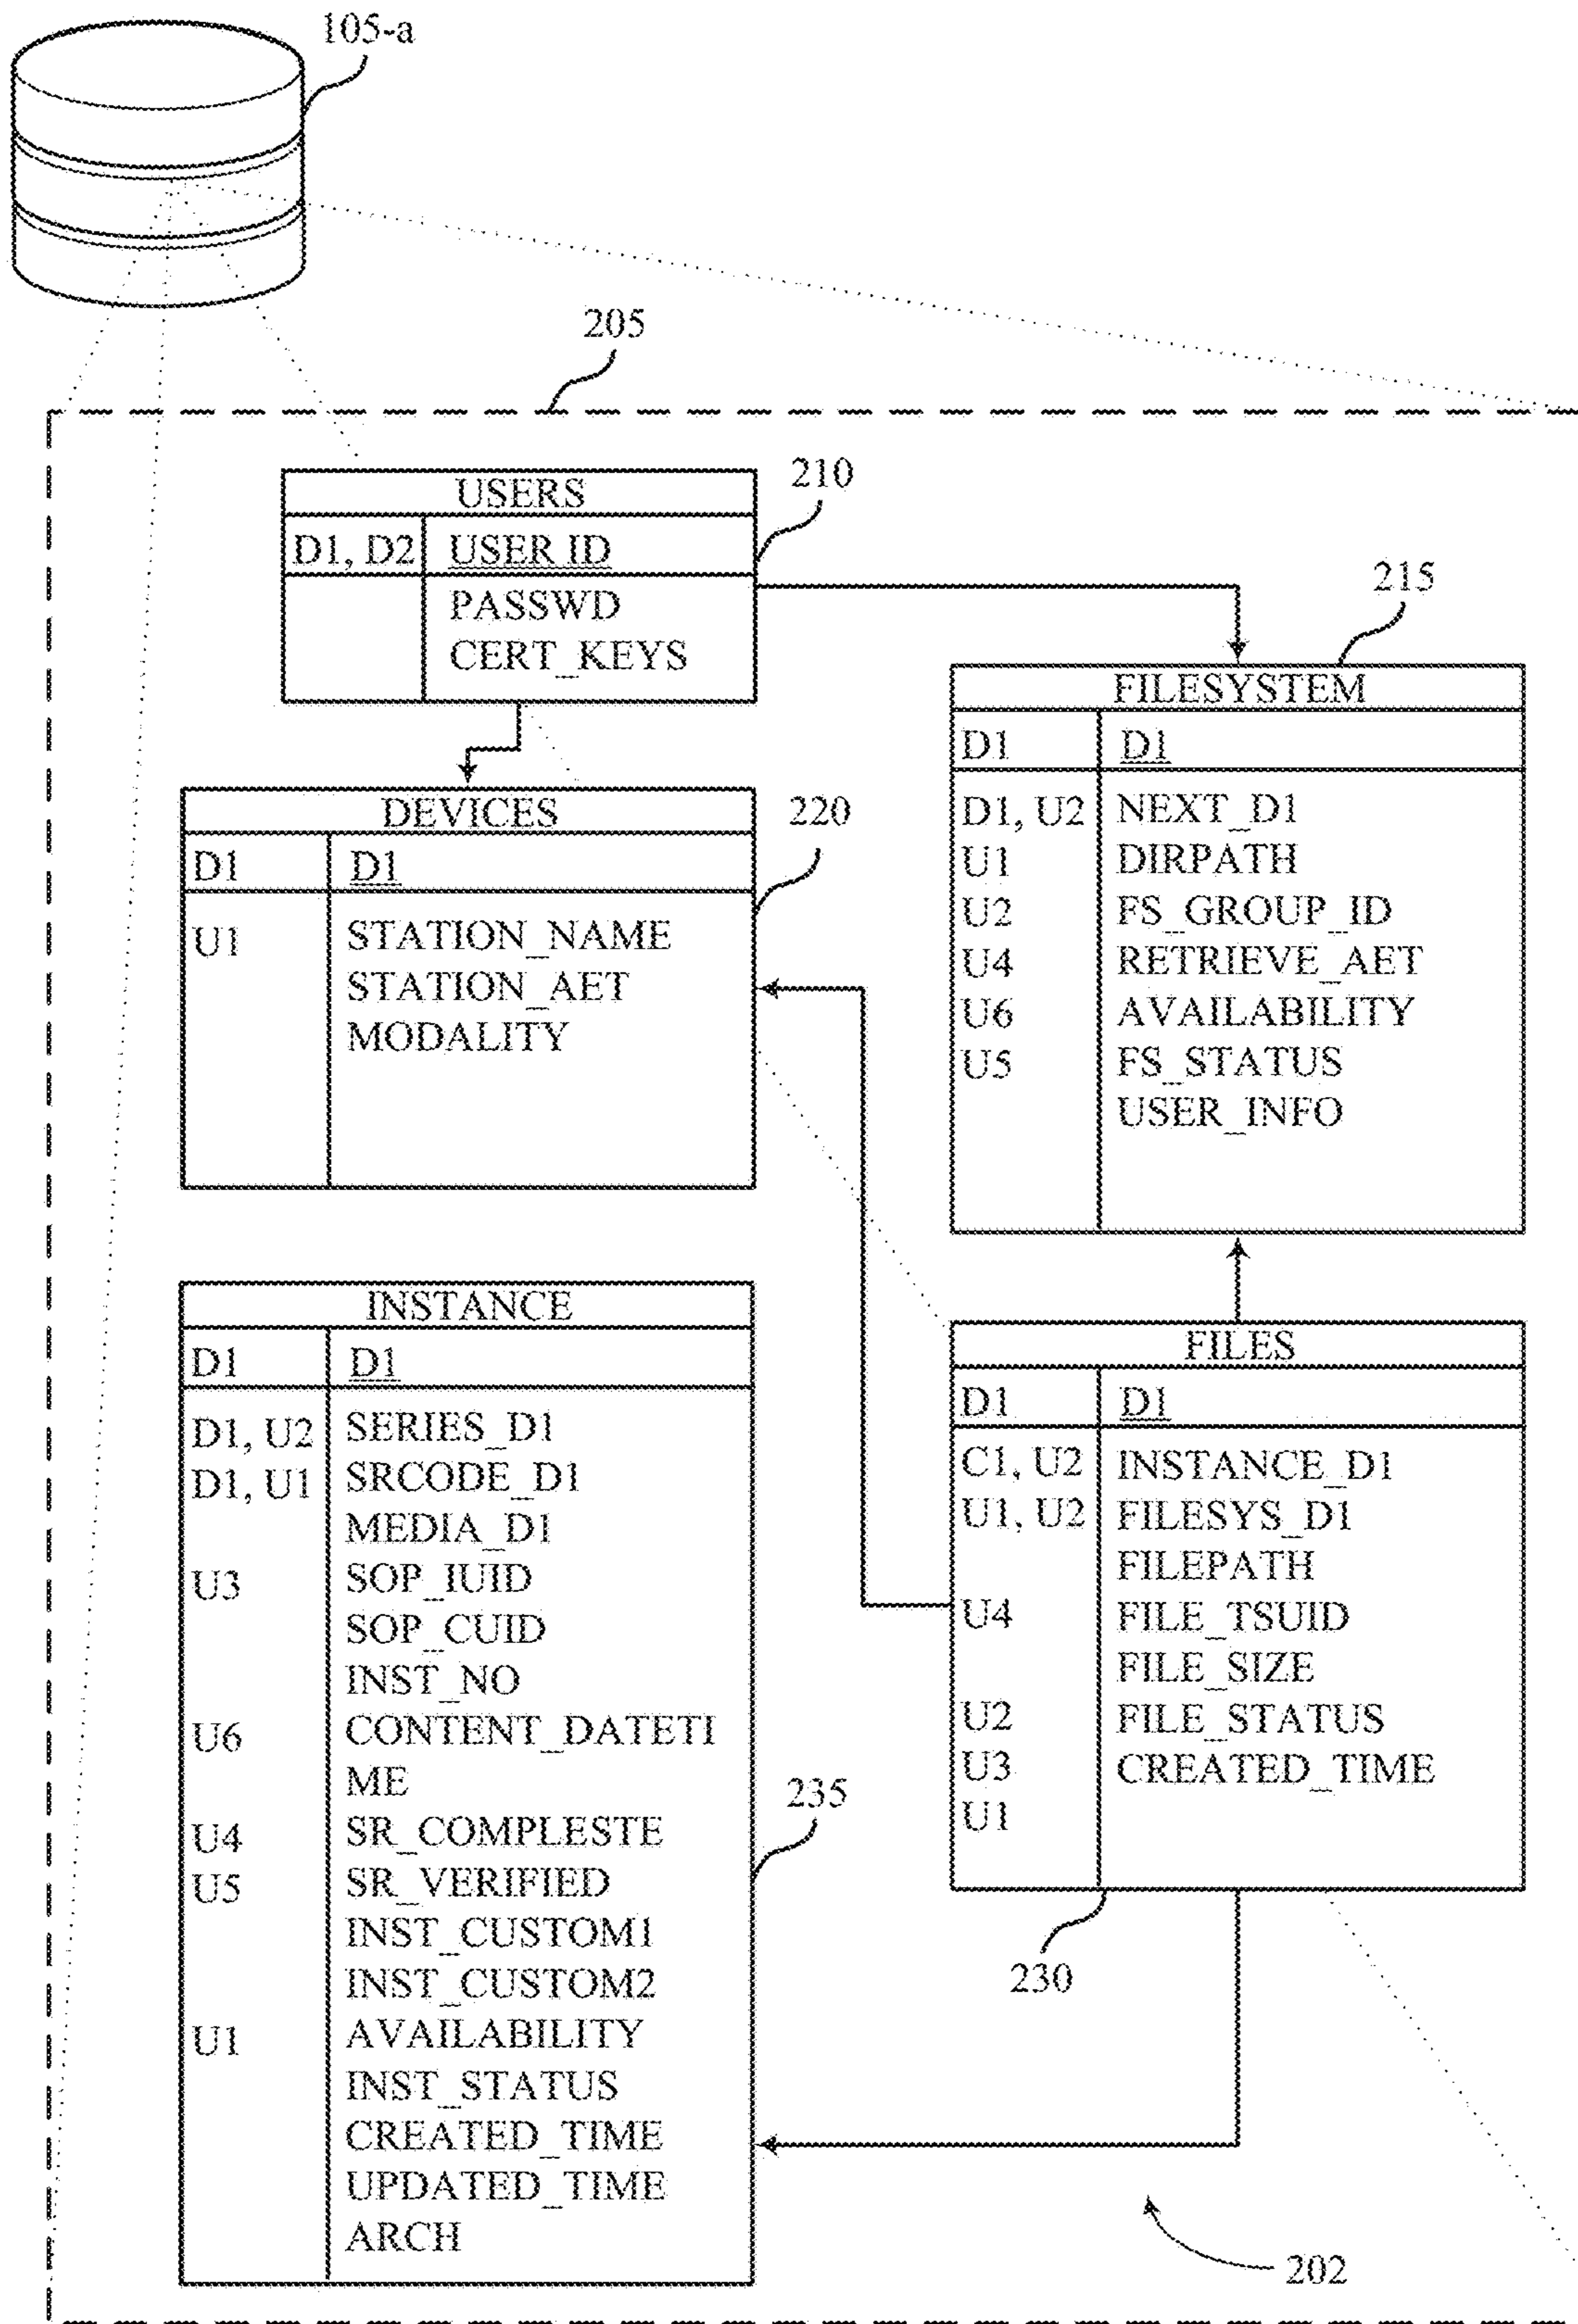 105-a
205
USERS
210
D1, D2 USER ID
PASSWD
CERT_KEYS
215
FILESYSTEM
D1 D1
D1, U2 NEXT_D1
U1 DIRPATH
U2 FS_GROUP_ID
U4 RETRIEVE_AET
U6 AVAILABILITY
U5 FS_STATUS
USER_INFO
DEVICES
220
D1 D1
U1 STATION_NAME
STATION_AET
MODALITY
INSTANCE
D1 D1
D1, U2 SERIES_D1
D1, U1 SRCODE_D1
MEDIA_D1
U3 SOP_IUID
SOP_CUID
INST_NO
U6 CONTENT_DATETI
ME
U4 SR_COMPLESTE
U5 SR_VERIFIED
INST_CUSTOM1
INST_CUSTOM2
U1 AVAILABILITY
INST_STATUS
CREATED_TIME
UPDATED_TIME
ARCH
235
FILES
D1 D1
C1, U2 INSTANCE_D1
U1, U2 FILESYS_D1
FILEPATH
U4 FILE_TSUID
FILE_SIZE
U2 FILE_STATUS
U3 CREATED_TIME
U1
230
202